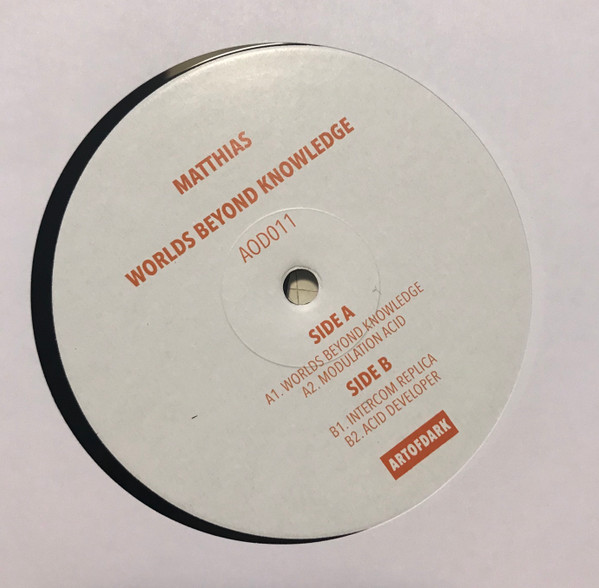 MATTHIAS
WORLDS BEYOND KNOWLEDGE
AOD011
SIDE A
A1. WORLDS BEYOND KNOWLEDGE
A2. MODULATION ACID
SIDE B
B1. INTERCOM REPLICA
B2. ACID DEVELOPER
ARTOFDARK